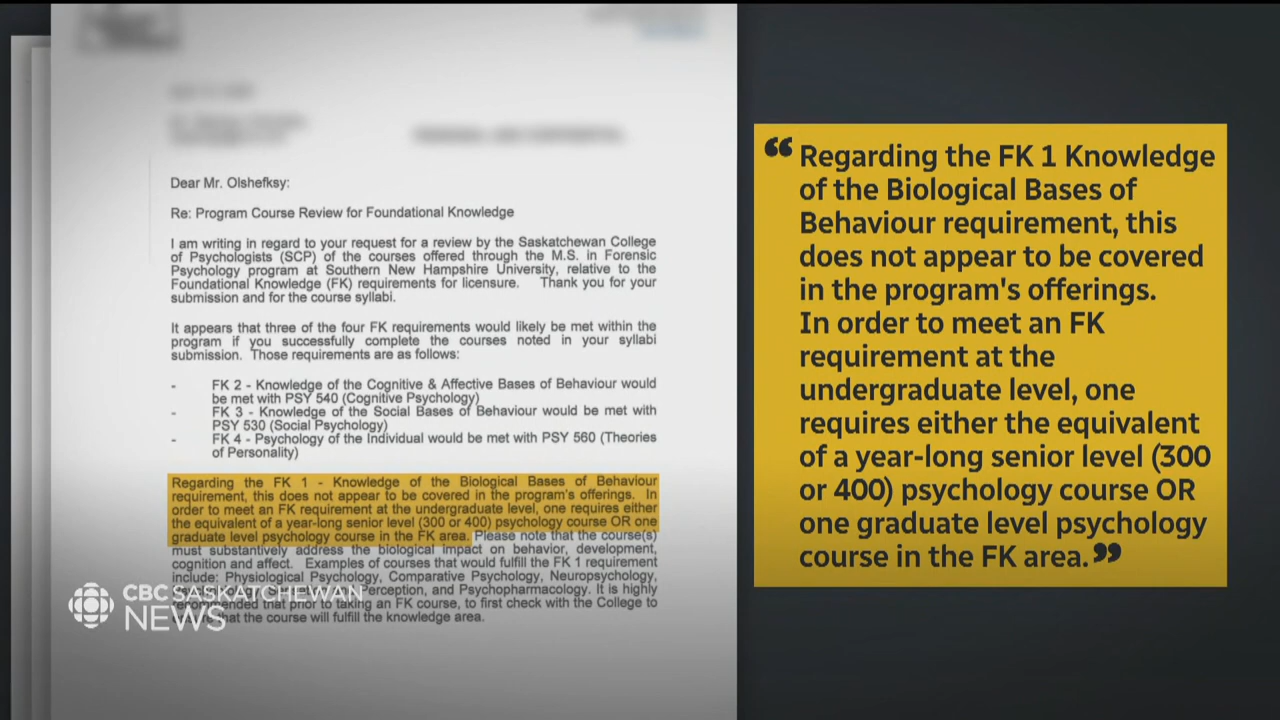 Dear Mr. Olshefksy:
Re: Program Course Review for Foundational Knowledge
I am writing in regard to your request for a review by the Saskatchewan College
of Psychologists (SCP) of the courses offered through the M.S. in Forensic
Psychology program at Southern New Hampshire University, relative to the
Foundational Knowledge (FK) requirements for licensure. Thank you for your
submission and for the course syllabi.
It appears that three of the four FK requirements would likely be met within the
program if you successfully complete the courses noted in your syllabi
submission. Those requirements are as follows:
- FK 2 - Knowledge of the Cognitive & Affective Bases of Behaviour would
be met with PSY 540 (Cognitive Psychology)
- FK 3 - Knowledge of the Social Bases of Behaviour would be met with
PSY 530 (Social Psychology)
- FK 4 - Psychology of the Individual would be met with PSY 560 (Theories
of Personality)
Regarding the FK 1 - Knowledge of the Biological Bases of Behaviour
requirement, this does not appear to be covered in the program's offerings. In
order to meet an FK requirement at the undergraduate level, one requires either
the equivalent of a year-long senior level (300 or 400) psychology course OR one
graduate level psychology course in the FK area. Please note that the course(s)
must substantively address the biological impact on behavior, development,
cognition and affect. Examples of courses that would fulfill the FK 1 requirement
include: Physiological Psychology, Comparative Psychology, Neuropsychology,
Perception, and Psychopharmacology. It is highly
recommended that prior to taking an FK course, to first check with the College to
that the course will fulfill the knowledge area.
CBC SASKATCHEWAN
NEWS
“ Regarding the FK 1 Knowledge
of the Biological Bases of
Behaviour requirement, this
does not appear to be covered
in the program's offerings.
In order to meet an FK
requirement at the
undergraduate level, one
requires either the equivalent
of a year-long senior level (300
or 400) psychology course OR
one graduate level psychology
course in the FK area. ”